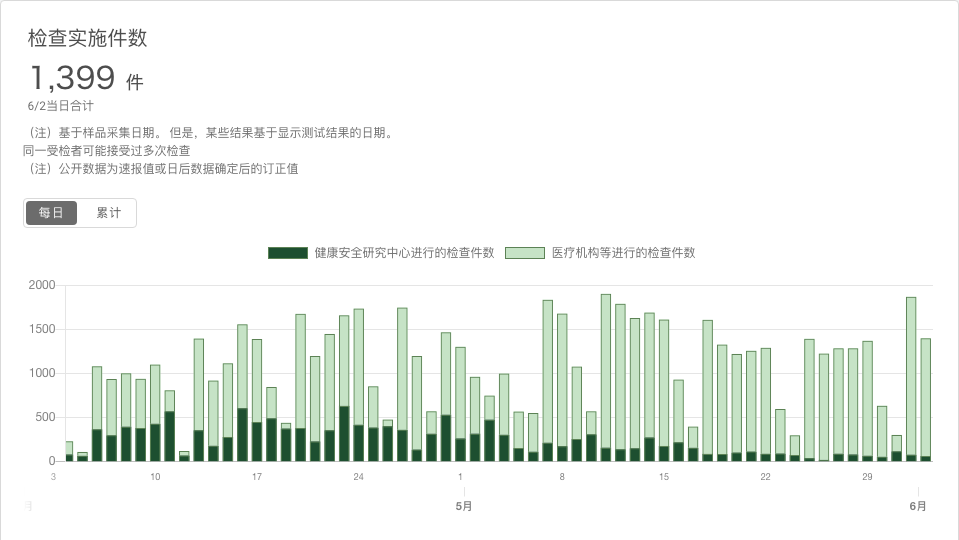 检查实施件数
1,399 件
6/2当日合计
（注）基于样品采集日期。 但是，某些结果基于显示测试结果的日期。
同一受检者可能接受过多次检查
（注）公开数据为速报值或日后数据确定后的订正值
每日 累计
健康安全研究中心进行的检查件数 医疗机构等进行的检查件数
2000
1500
1000
500
0
3 10 17 24 1 8 15 22 29
5月 6月